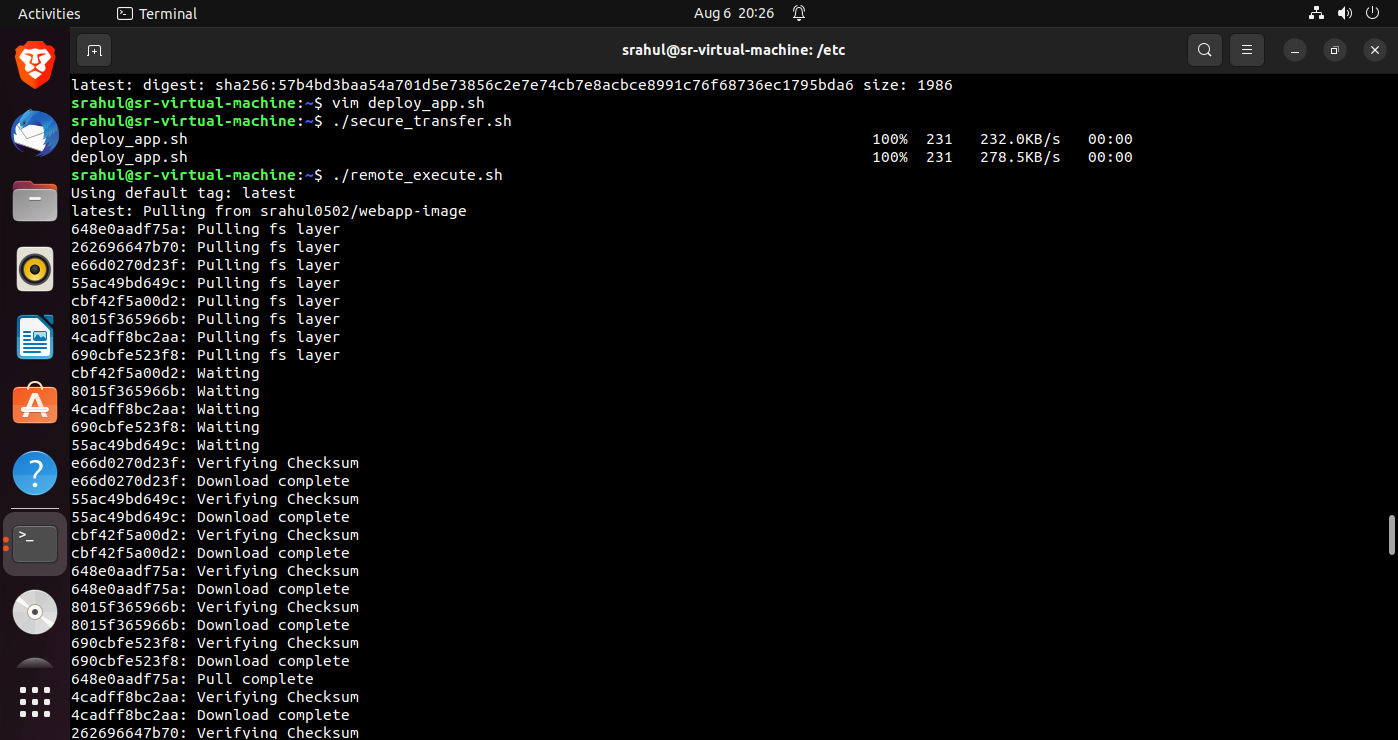 Activities
Terminal
Aug 6 20:26
srahul@sr-virtual-machine: /etc
latest: digest: sha256:57b4bd3baa54a701d5e73856c2e7e74cb7e8acbce8991c76f68736ec1795bda6 size: 1986
srahul@sr-virtual-machine:~$ vim deploy_app.sh
srahul@sr-virtual-machine:~$ ./secure_transfer.sh
deploy_app.sh 100% 231 232.0KB/s 00:00
deploy_app.sh 100% 231 278.5KB/s 00:00
srahul@sr-virtual-machine:~$ ./remote_execute.sh
Using default tag: latest
latest: Pulling from srahul0502/webapp-image
648e0aadf75a: Pulling fs layer
262696647b70: Pulling fs layer
e66d0270d23f: Pulling fs layer
55ac49bd649c: Pulling fs layer
cbf42f5a00d2: Pulling fs layer
8015f365966b: Pulling fs layer
4cadff8bc2aa: Pulling fs layer
690cbfe523f8: Pulling fs layer
cbf42f5a00d2: Waiting
8015f365966b: Waiting
4cadff8bc2aa: Waiting
690cbfe523f8: Waiting
55ac49bd649c: Waiting
e66d0270d23f: Verifying Checksum
e66d0270d23f: Download complete
55ac49bd649c: Verifying Checksum
55ac49bd649c: Download complete
cbf42f5a00d2: Verifying Checksum
cbf42f5a00d2: Download complete
648e0aadf75a: Verifying Checksum
648e0aadf75a: Download complete
8015f365966b: Verifying Checksum
8015f365966b: Download complete
690cbfe523f8: Verifying Checksum
690cbfe523f8: Download complete
648e0aadf75a: Pull complete
4cadff8bc2aa: Verifying Checksum
4cadff8bc2aa: Download complete
262696647b70: Verifying Checksum